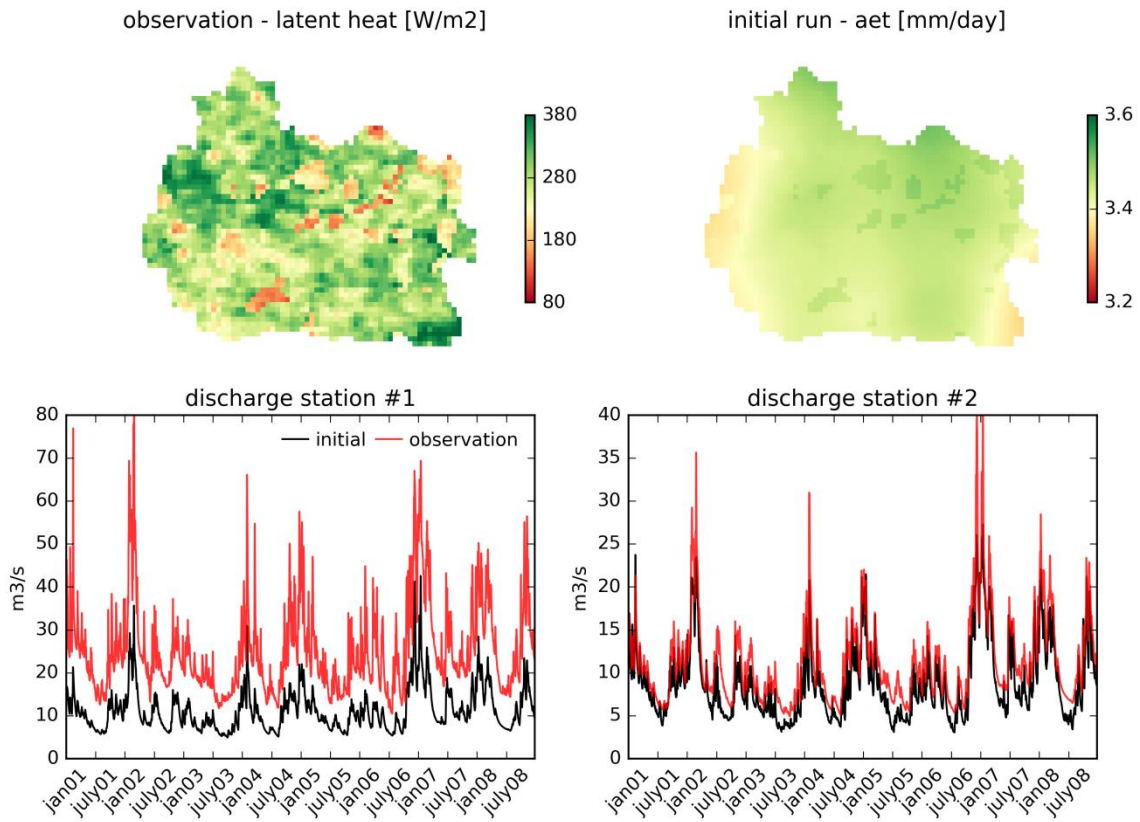 observation - latent heat [W/m2]
initial run - aet [mm/day]
380
280
180
80
3.6
3.4
3.2
discharge station #1
80
70
60
50
40
30
20
10
0
m3/s
initial
observation
jan01
july01
jan02
july02
jan03
july03
jan04
july04
jan05
july05
jan06
july06
jan07
july07
jan08
july08
discharge station #2
40
35
30
25
20
15
10
5
0
m3/s
jan01
july01
jan02
july02
jan03
july03
jan04
july04
jan05
july05
jan06
july06
jan07
july07
jan08
july08